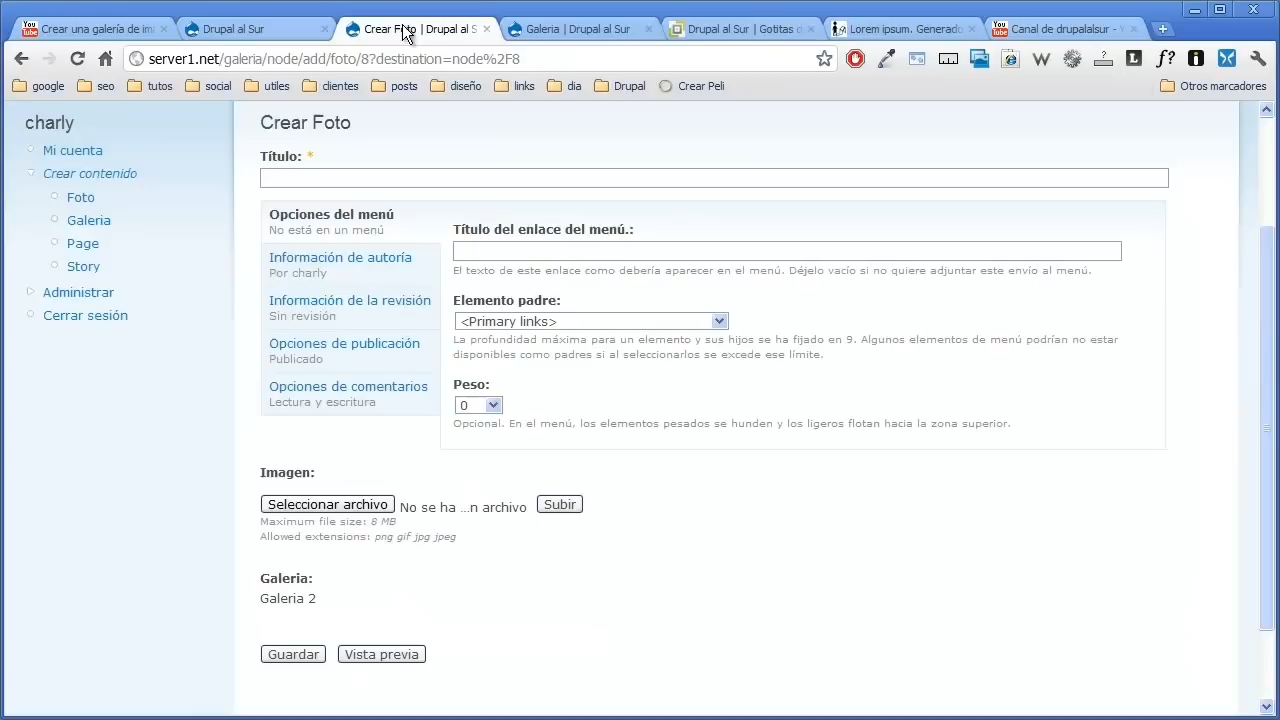 Crear una galería de im
Drupal al Sur
Crear Foto | Drupal al S
Galeria | Drupal al Sur
Drupal al Sur | Gotitas d
Lorem ipsum. Generado
Canal de drupalalsur - Y
server1.net/galeria/node/add/foto/8?destination=node%2F8
google
seo
tutos
social
utiles
clientes
posts
diseño
links
dia
Drupal
Crear Peli
Otros marcadores
charly
Mi cuenta
Crear contenido
Foto
Galeria
Page
Story
Administrar
Cerrar sesión
Crear Foto
Título: *
Opciones del menú
No está en un menú
Información de autoría
Por charly
Información de la revisión
Sin revisión
Opciones de publicación
Publicado
Opciones de comentarios
Lectura y escritura
Título del enlace del menú.:
El texto de este enlace como debería aparecer en el menú. Déjelo vacío si no quiere adjuntar este envío al menú.
Elemento padre:
<Primary links>
La profundidad máxima para un elemento y sus hijos se ha fijado en 9. Algunos elementos de menú podrían no estar
disponibles como padres si al seleccionarlos se excede ese límite.
Peso:
0
Opcional. En el menú, los elementos pesados se hunden y los ligeros flotan hacia la zona superior.
Imagen:
Seleccionar archivo No se ha ...n archivo Subir
Maximum file size: 8 MB
Allowed extensions: png gif jpg jpeg
Galeria:
Galeria 2
Guardar Vista previa